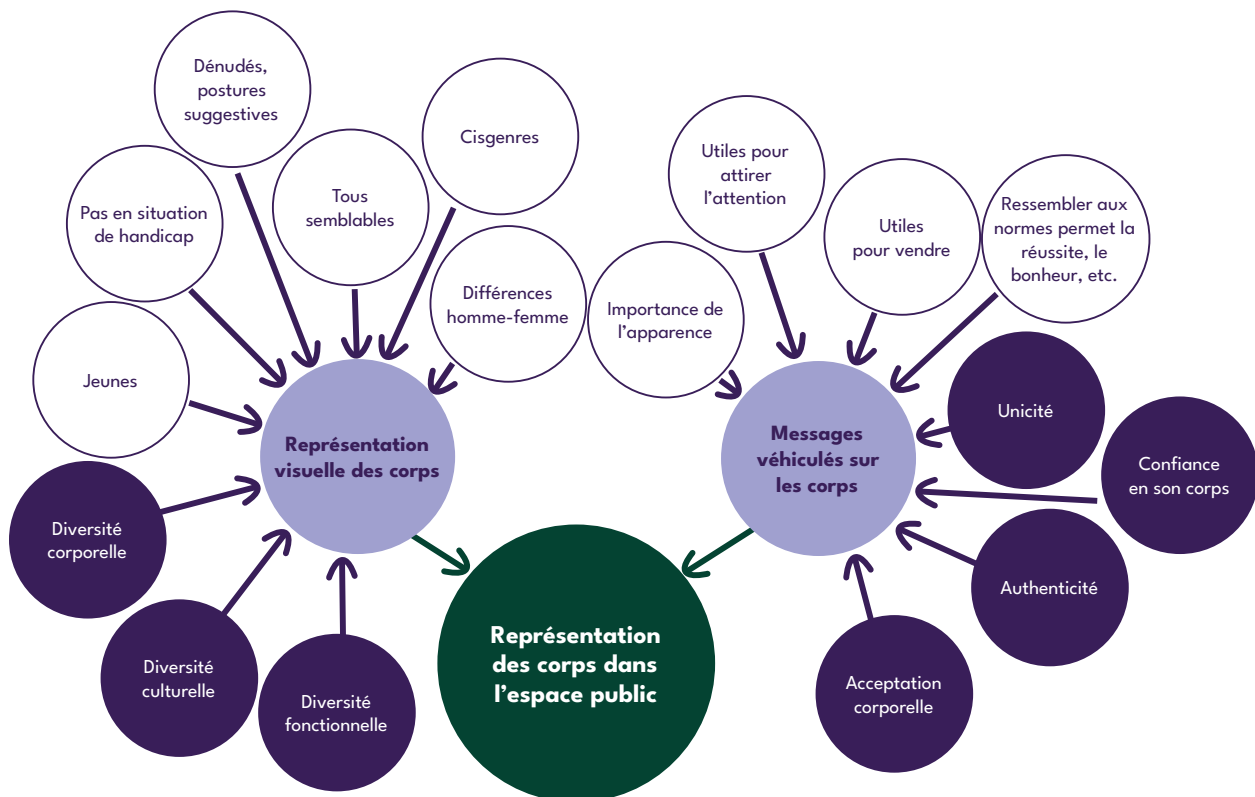 Dénudés,
postures
suggestives
Cisgenres
Tous
semblables
Pas en situation
de handicap
Différences
homme-femme
Jeunes
Représentation
visuelle des corps
Diversité
corporelle
Diversité
culturelle
Diversité
fonctionnelle
Utiles pour
attirer
l’attention
Utiles
pour vendre
Ressembler aux
normes permet la
réussite, le
bonheur, etc.
Importance de
l’apparence
Messages
véhiculés sur
les corps
Unicité
Confiance
en son corps
Authenticité
Acceptation
corporelle
Représentation
des corps dans
l’espace public